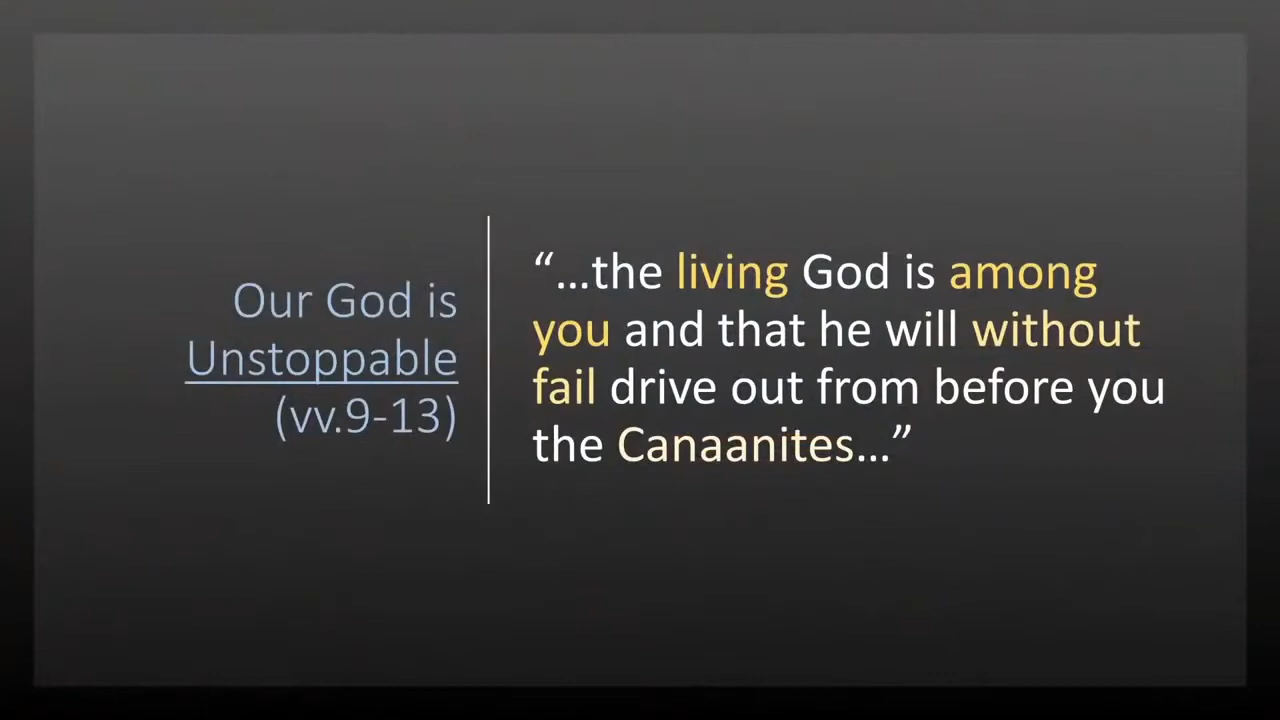 Our God is
Unstoppable
(vv.9-13)
“…the living God is among
you and that he will without
fail drive out from before you
the Canaanites…”